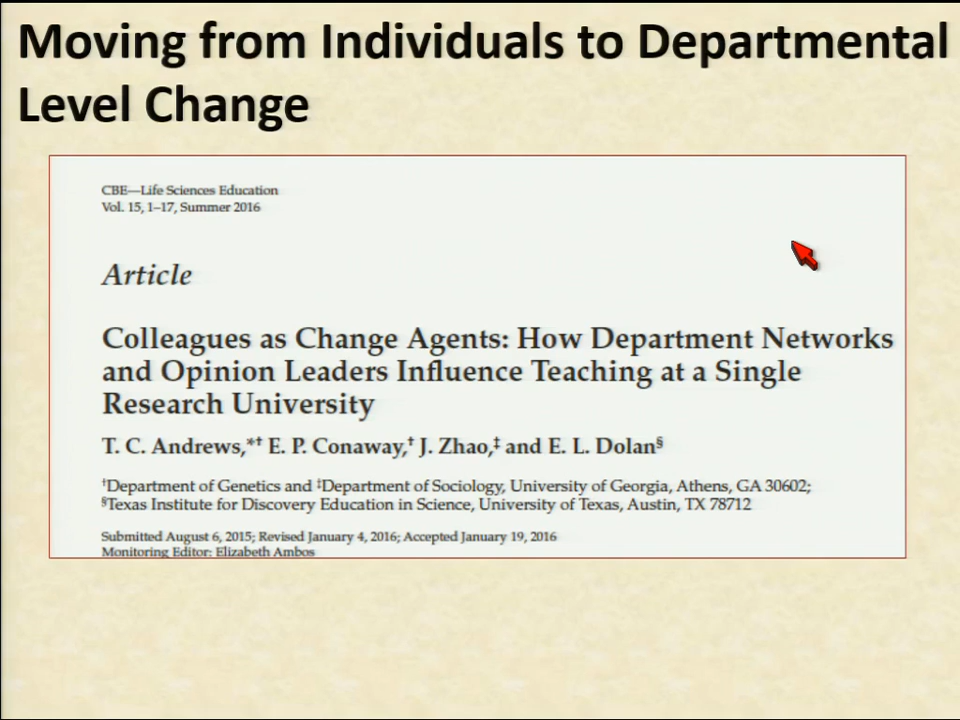 Moving from Individuals to Departmental
Level Change
CBE—Life Sciences Education
Vol. 15, 1–17, Summer 2016
Article
Colleagues as Change Agents: How Department Networks
and Opinion Leaders Influence Teaching at a Single
Research University
T. C. Andrews,*† E. P. Conaway,† J. Zhao,‡ and E. L. Dolan§
†Department of Genetics and ‡Department of Sociology, University of Georgia, Athens, GA 30602;
§Texas Institute for Discovery Education in Science, University of Texas, Austin, TX 78712
Submitted August 6, 2015; Revised January 4, 2016; Accepted January 19, 2016
Monitoring Editor: Elizabeth Ambos